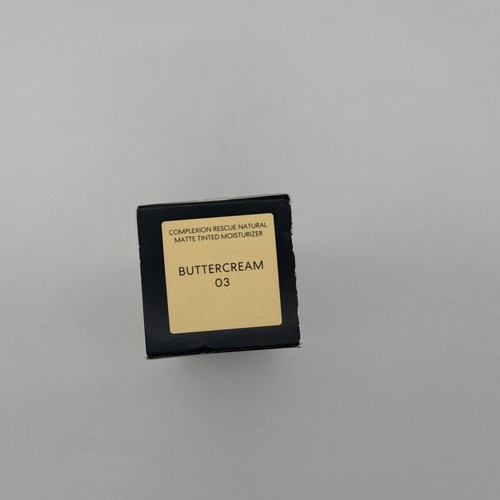 COMPLEXION RESCUE NATURAL
MATTE TINTED MOISTURIZER
BUTTERCREAM
03